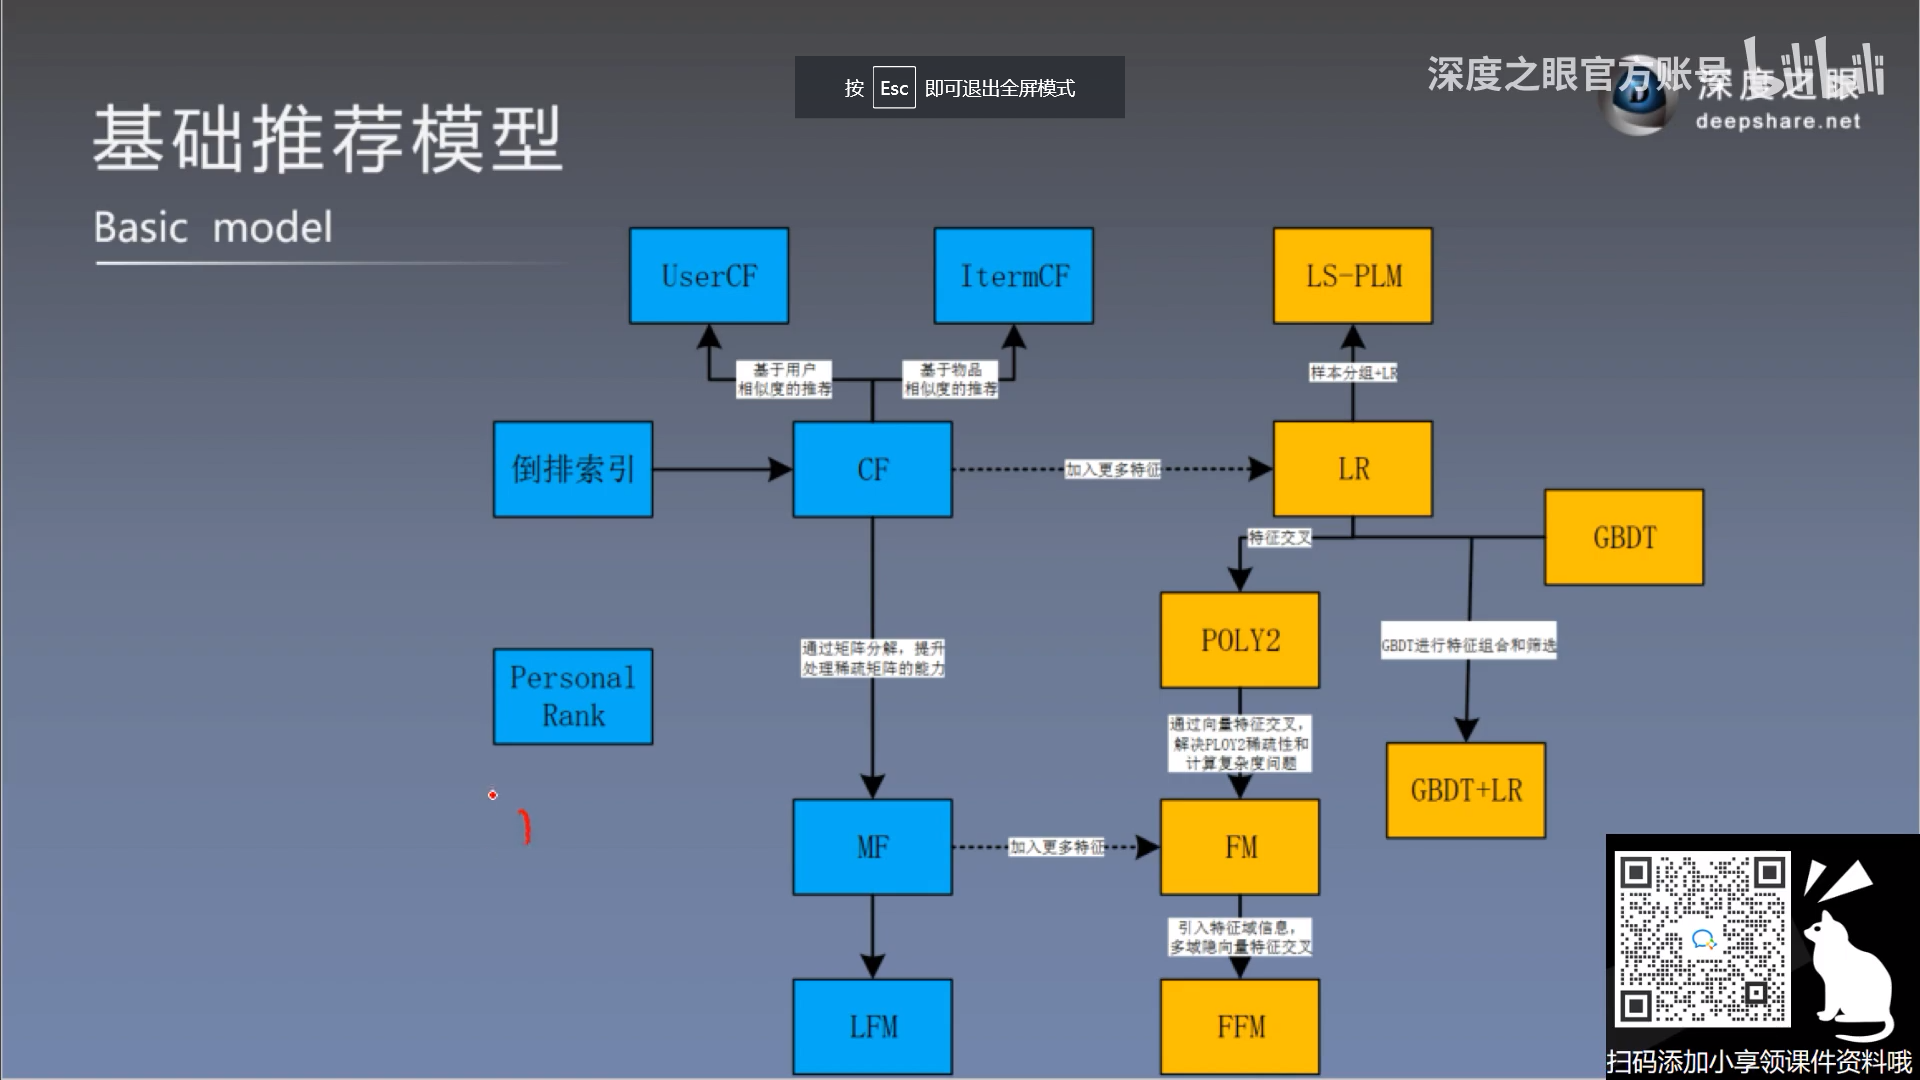 按 Esc 即可退出全屏模式
深度之眼官方账号 bilibili
深度之眼
deepshare.net
基础推荐模型
Basic model
UserCF
ItermCF
LS-PLM
基于用户
相似度的推荐
基于物品
相似度的推荐
样本分组+LR
倒排索引
CF
加入更多特征
LR
特征交叉
GBDT
POLY2
GBDT进行特征组合和筛选
通过矩阵分解，提升
处理稀疏矩阵的能力
Personal
Rank
通过向量特征交叉，
解决PLOY2稀疏性和
计算复杂度问题
GBDT+LR
MF
加入更多特征
FM
引入特征域信息，
多域隐向量特征交叉
LFM
FFM
扫码添加小享领课件资料哦